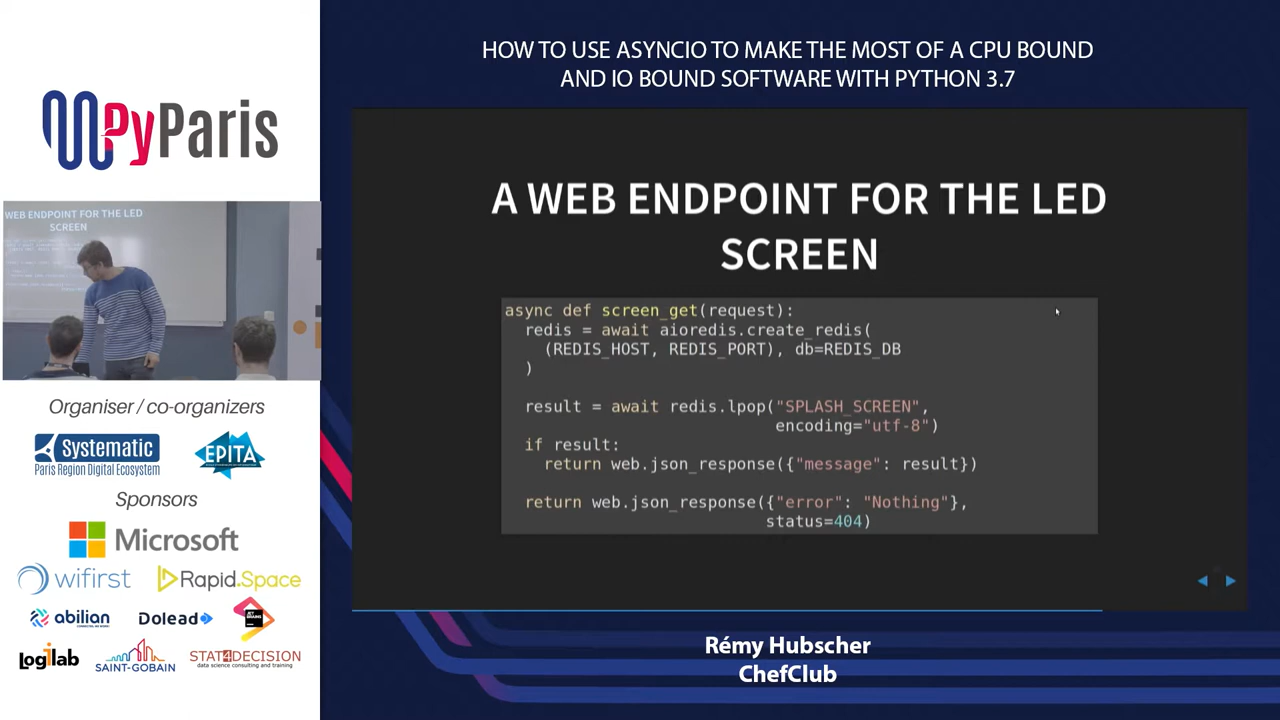 HOW TO USE ASYNCIO TO MAKE THE MOST OF A CPU BOUND
AND IO BOUND SOFTWARE WITH PYTHON 3.7
PyParis
WEB ENDPOINT FOR THE LED
SCREEN
Organiser / co-organizers
Systematic
Paris Region Digital Ecosystem
EPITA
Sponsors
Microsoft
wifirst
Rapid.Space
abilian
Dolead
JET
BRAINS
Logilab
SAINT-GOBAIN
STAT4DECISION
data science consulting and training
A WEB ENDPOINT FOR THE LED
SCREEN
async def screen_get(request):
  redis = await aioredis.create_redis(
    (REDIS_HOST, REDIS_PORT), db=REDIS_DB
  )
  result = await redis.lpop("SPLASH_SCREEN",
                            encoding="utf-8")
  if result:
    return web.json_response({"message": result})
  return web.json_response({"error": "Nothing"},
                           status=404)
Rémy Hubscher
ChefClub